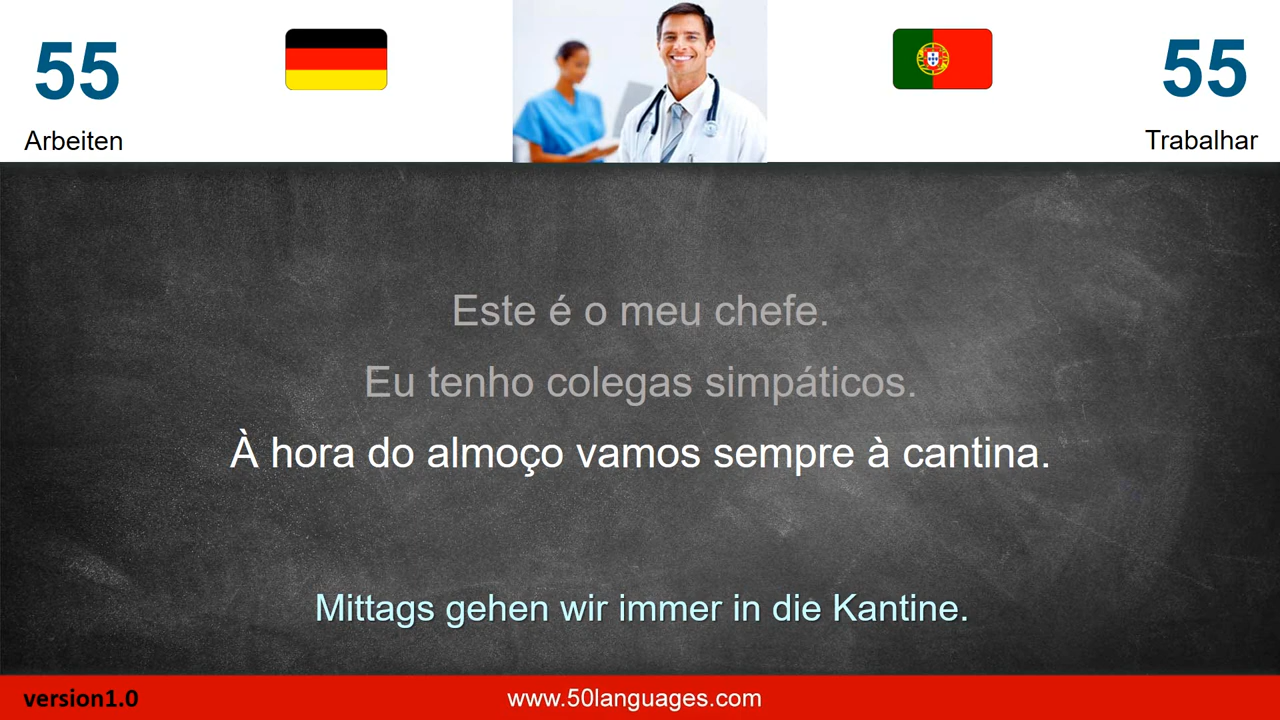 55
55
Arbeiten
Trabalhar
Este é o meu chefe.
Eu tenho colegas simpáticos.
À hora do almoço vamos sempre à cantina.
Mittags gehen wir immer in die Kantine.
version1.0
www.50languages.com